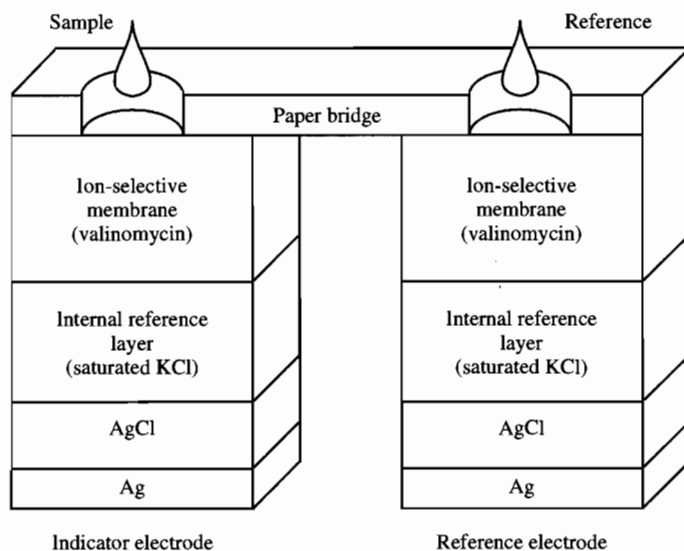 Sample
Reference
Paper bridge
Ion-selective
membrane
(valinomycin)
Ion-selective
membrane
(valinomycin)
Internal reference
layer
(saturated KCl)
Internal reference
layer
(saturated KCl)
AgCl
AgCl
Ag
Ag
Indicator electrode
Reference electrode